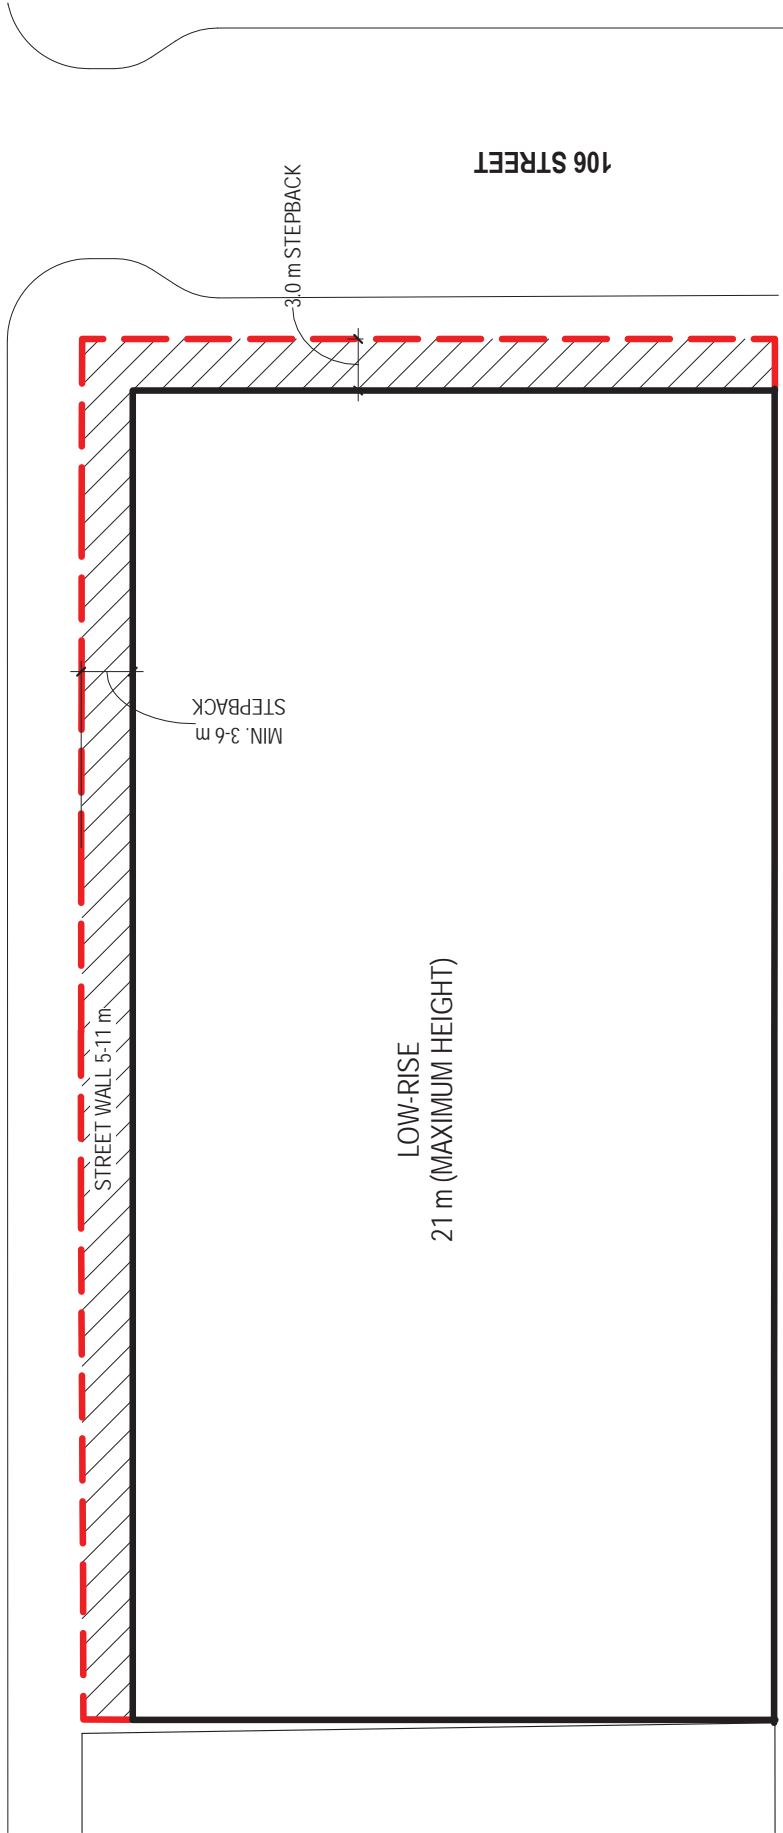 106 STREET
3.0 m STEPBACK
MIN. 3-6 m
STEPBACK
STREET WALL 5-11 m
LOW-RISE
21 m (MAXIMUM HEIGHT)